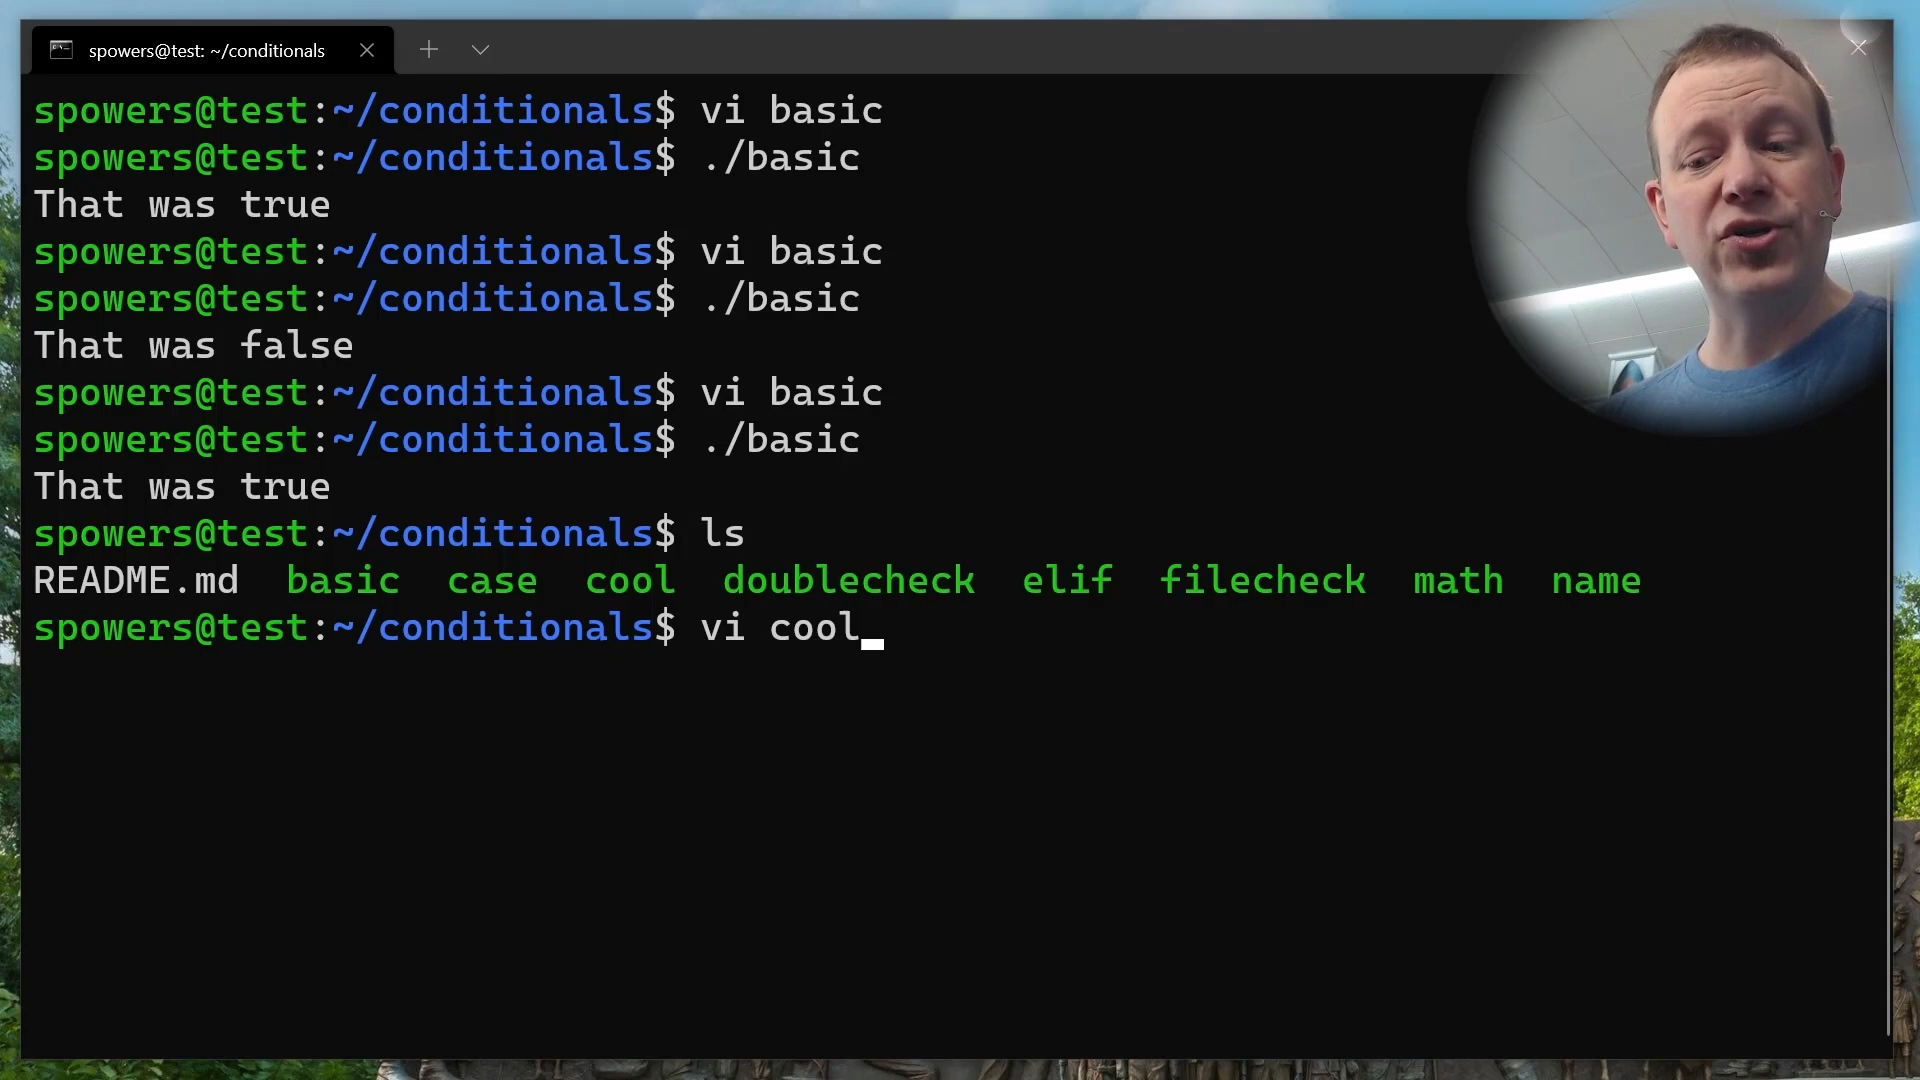 spowers@test: ~/conditionals
spowers@test:~/conditionals$ vi basic
spowers@test:~/conditionals$ ./basic
That was true
spowers@test:~/conditionals$ vi basic
spowers@test:~/conditionals$ ./basic
That was false
spowers@test:~/conditionals$ vi basic
spowers@test:~/conditionals$ ./basic
That was true
spowers@test:~/conditionals$ ls
README.md  basic  case  cool  doublecheck  elif  filecheck  math  name
spowers@test:~/conditionals$ vi cool